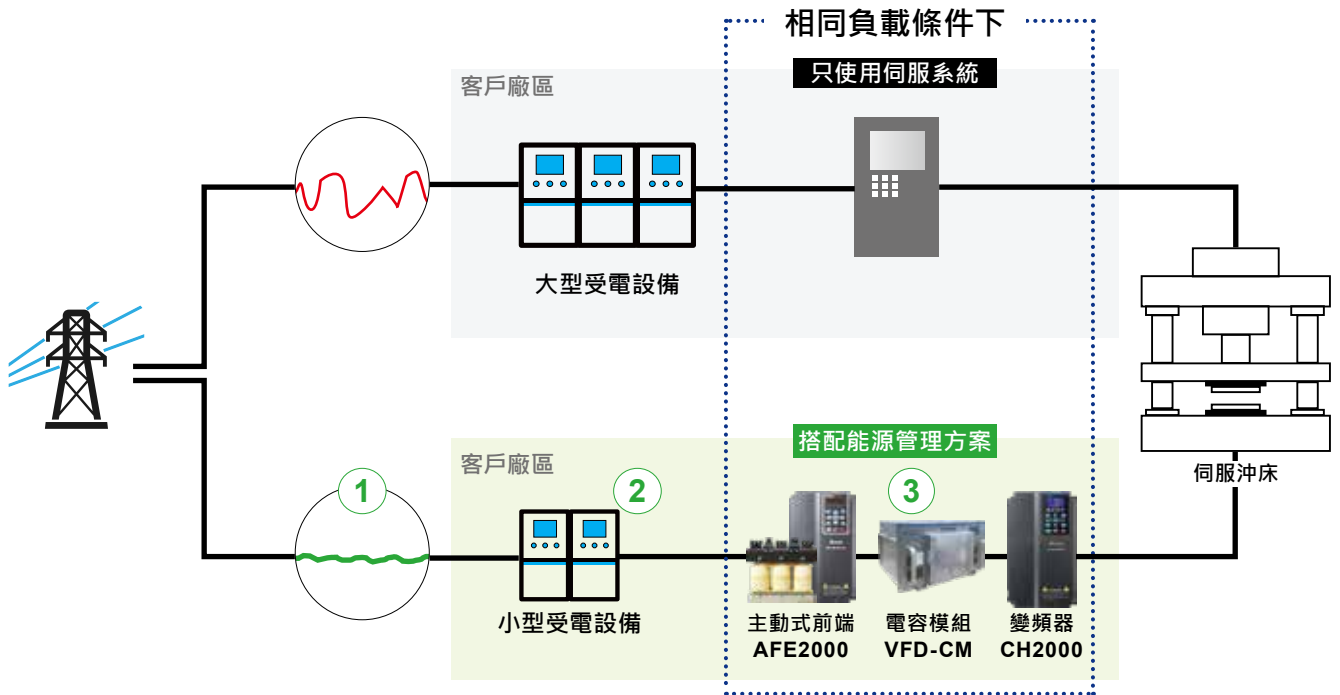 相同負載條件下
只使用伺服系統
客戶廠區
大型受電設備
搭配能源管理方案
客戶廠區
1
2
3
伺服沖床
小型受電設備
主動式前端
AFE2000
電容模組
VFD-CM
變頻器
CH2000